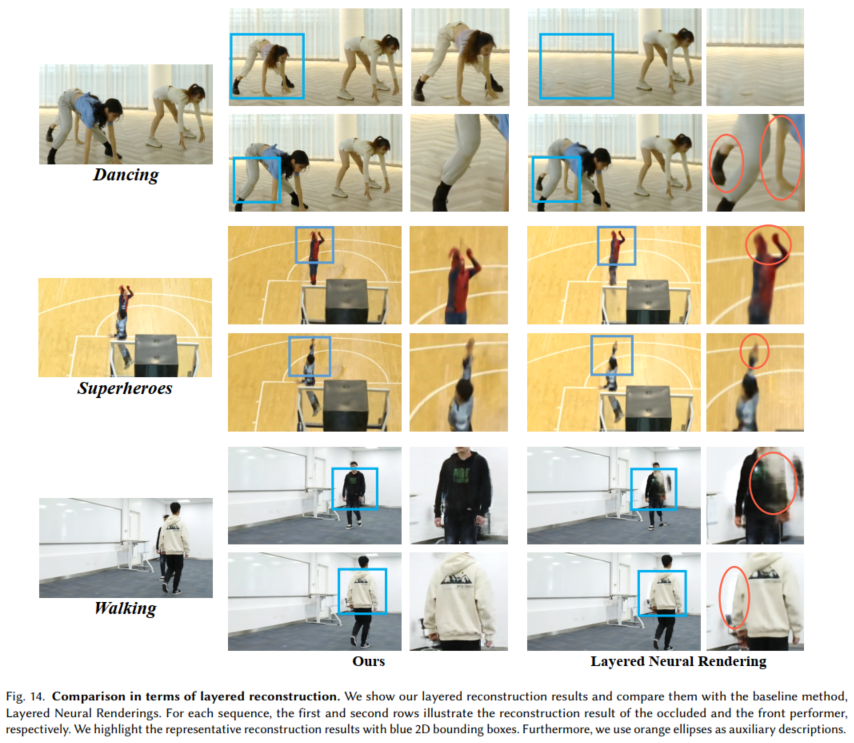 Dancing
Superheroes
Walking
Ours
Layered Neural Rendering
Fig. 14. Comparison in terms of layered reconstruction. We show our layered reconstruction results and compare them with the baseline method,
Layered Neural Renderings. For each sequence, the first and second rows illustrate the reconstruction result of the occluded and the front performer,
respectively. We highlight the representative reconstruction results with blue 2D bounding boxes. Furthermore, we use orange ellipses as auxiliary descriptions.